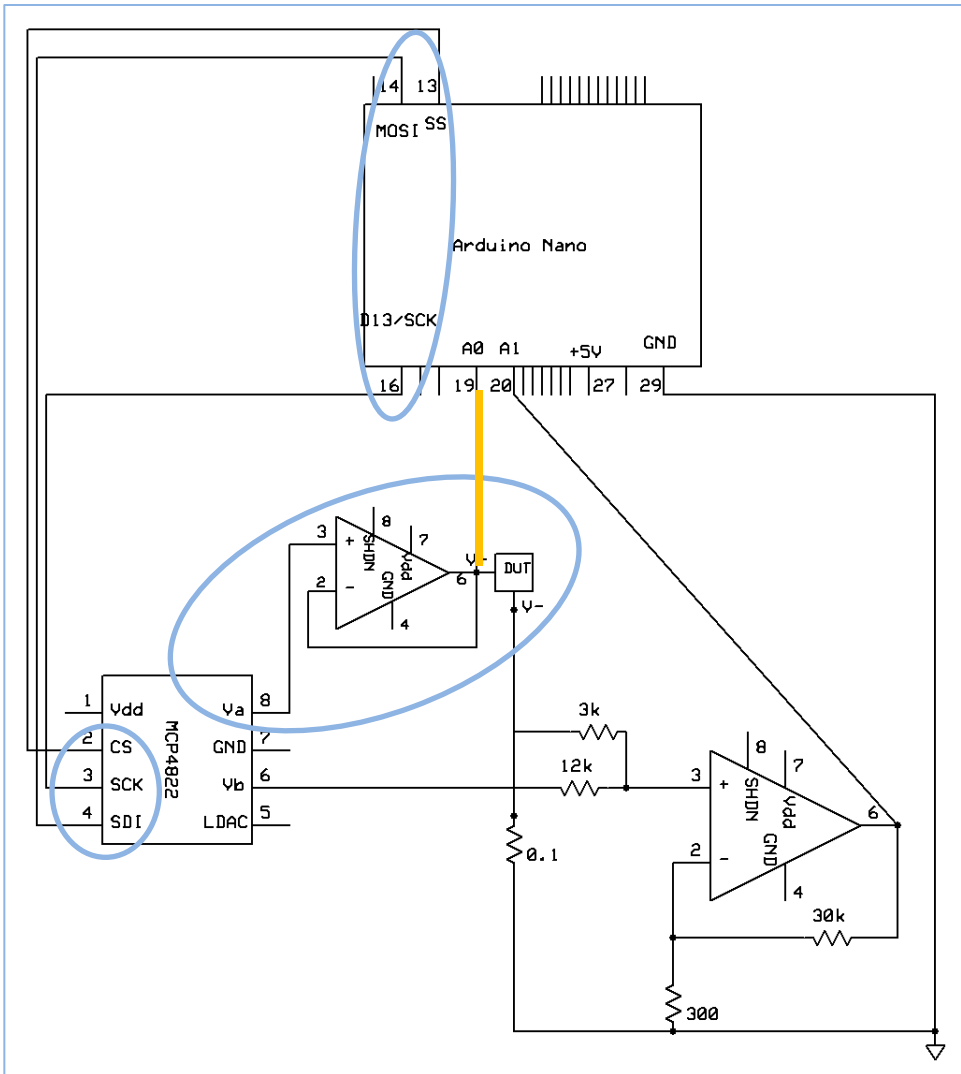 14 13
MOSI SS
Arduino Nano
D13/SCK
A0 A1 +5V GND
16 19 20 27 29
8
3 + SHDN 7
Vdd
V-
6 DUT
2 - GND
V-
4
1 Vdd Va 8
2 CS GND 7
MCP4822
3 SCK Vb 6
4 SDI LDAC 5
3k
12k
0.1
8
7
3 + SHDN
Vdd 6
2 - GND
4
30k
300